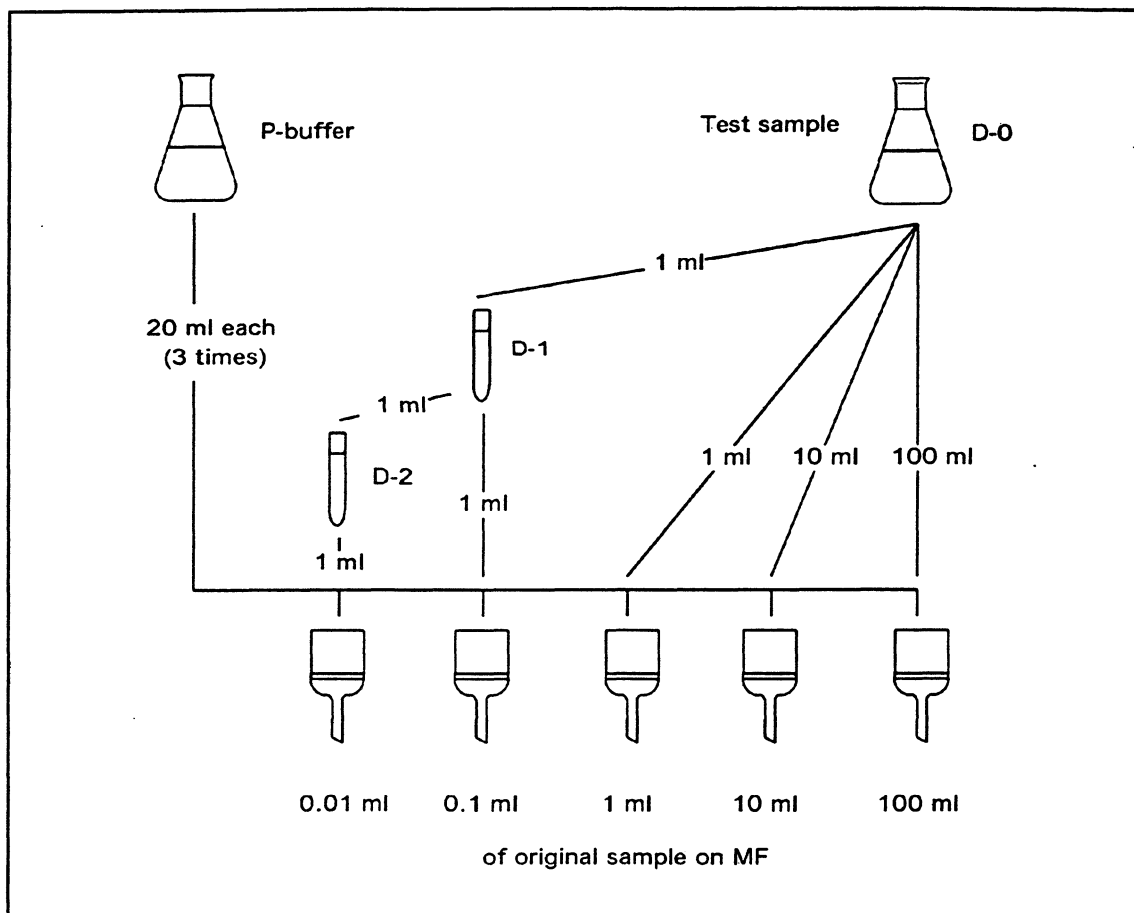 P-buffer
Test sample
D-0
1 ml
20 ml each
(3 times)
D-1
1 ml
D-2
1 ml
10 ml
100 ml
1 ml
1 ml
0.01 ml
0.1 ml
1 ml
10 ml
100 ml
of original sample on MF